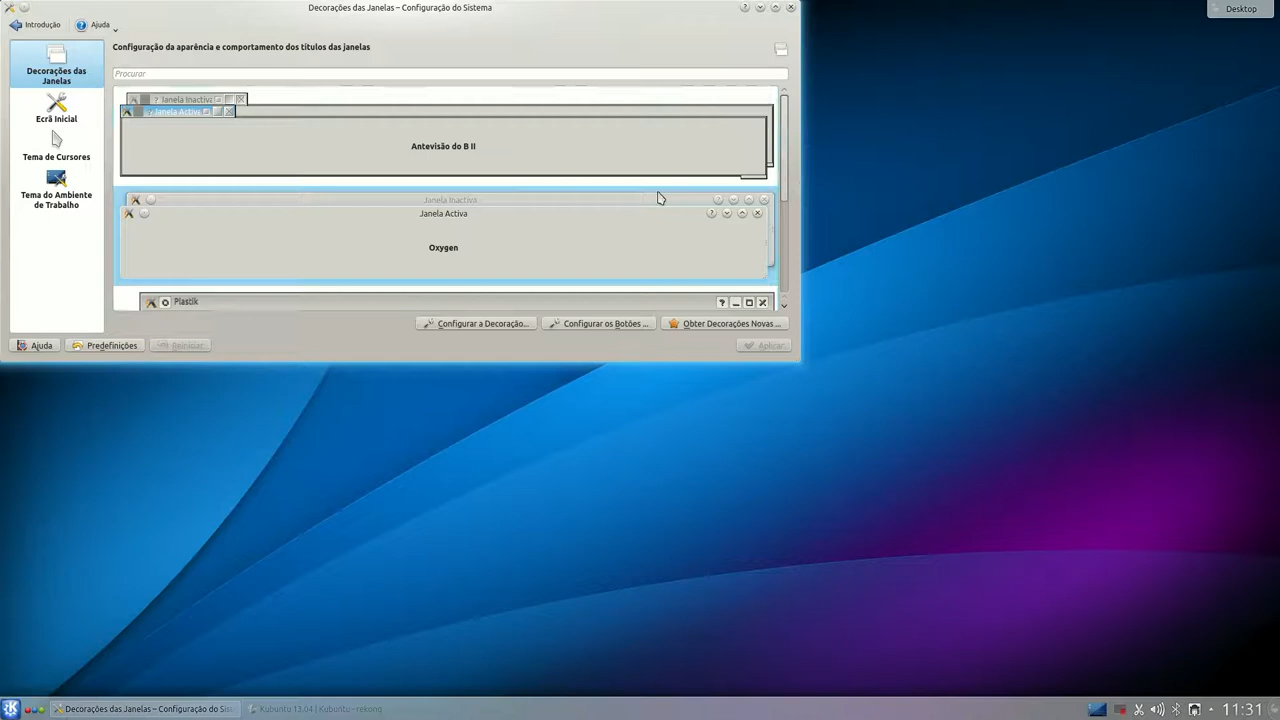 Decorações das Janelas – Configuração do Sistema
Desktop
Introdução
Ajuda
Configuração da aparência e comportamento dos títulos das janelas
Procurar
Decorações das
Janelas
Ecrã Inicial
Tema de Cursores
Tema do Ambiente
de Trabalho
? Janela Inactiva
? Janela Activa
Antevisão do B II
Janela Inactiva
Janela Activa
Oxygen
Plastik
Configurar a Decoração...
Configurar os Botões ...
Obter Decorações Novas ...
Ajuda
Predefinições
Reiniciar
Aplicar
Decorações das Janelas – Configuração do Sis
Kubuntu 13.04 | Kubuntu – rekonq
11:31